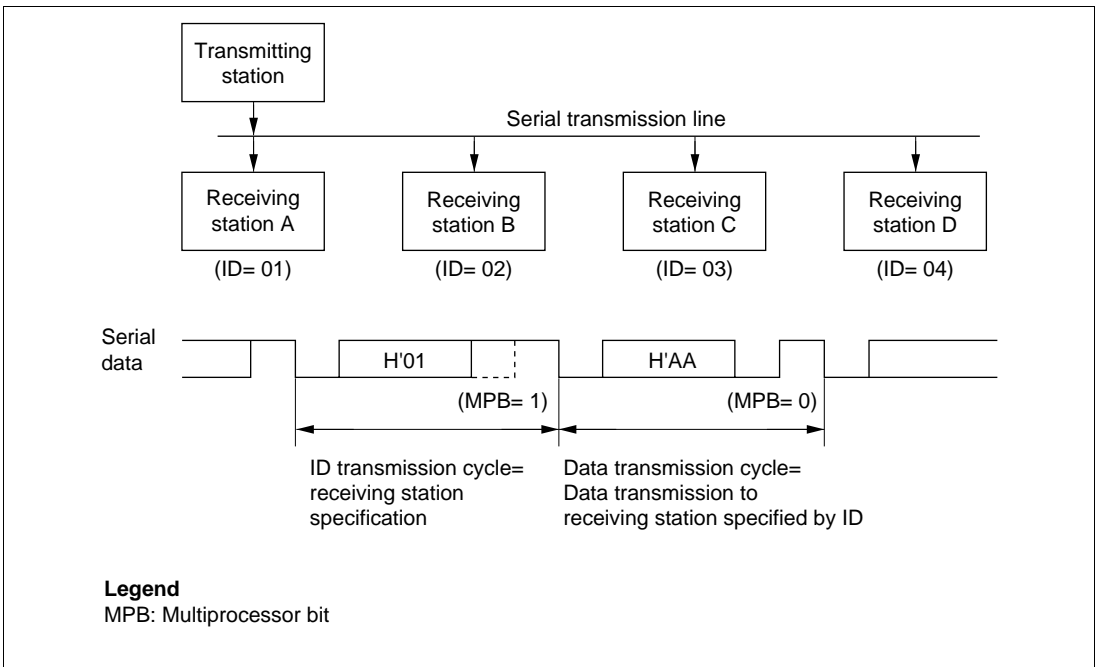 Transmitting
station
Serial transmission line
Receiving
station A
Receiving
station B
Receiving
station C
Receiving
station D
(ID= 01)
(ID= 02)
(ID= 03)
(ID= 04)
Serial
data
H'01
H'AA
(MPB= 1)
(MPB= 0)
ID transmission cycle=
receiving station
specification
Data transmission cycle=
Data transmission to
receiving station specified by ID
Legend
MPB: Multiprocessor bit